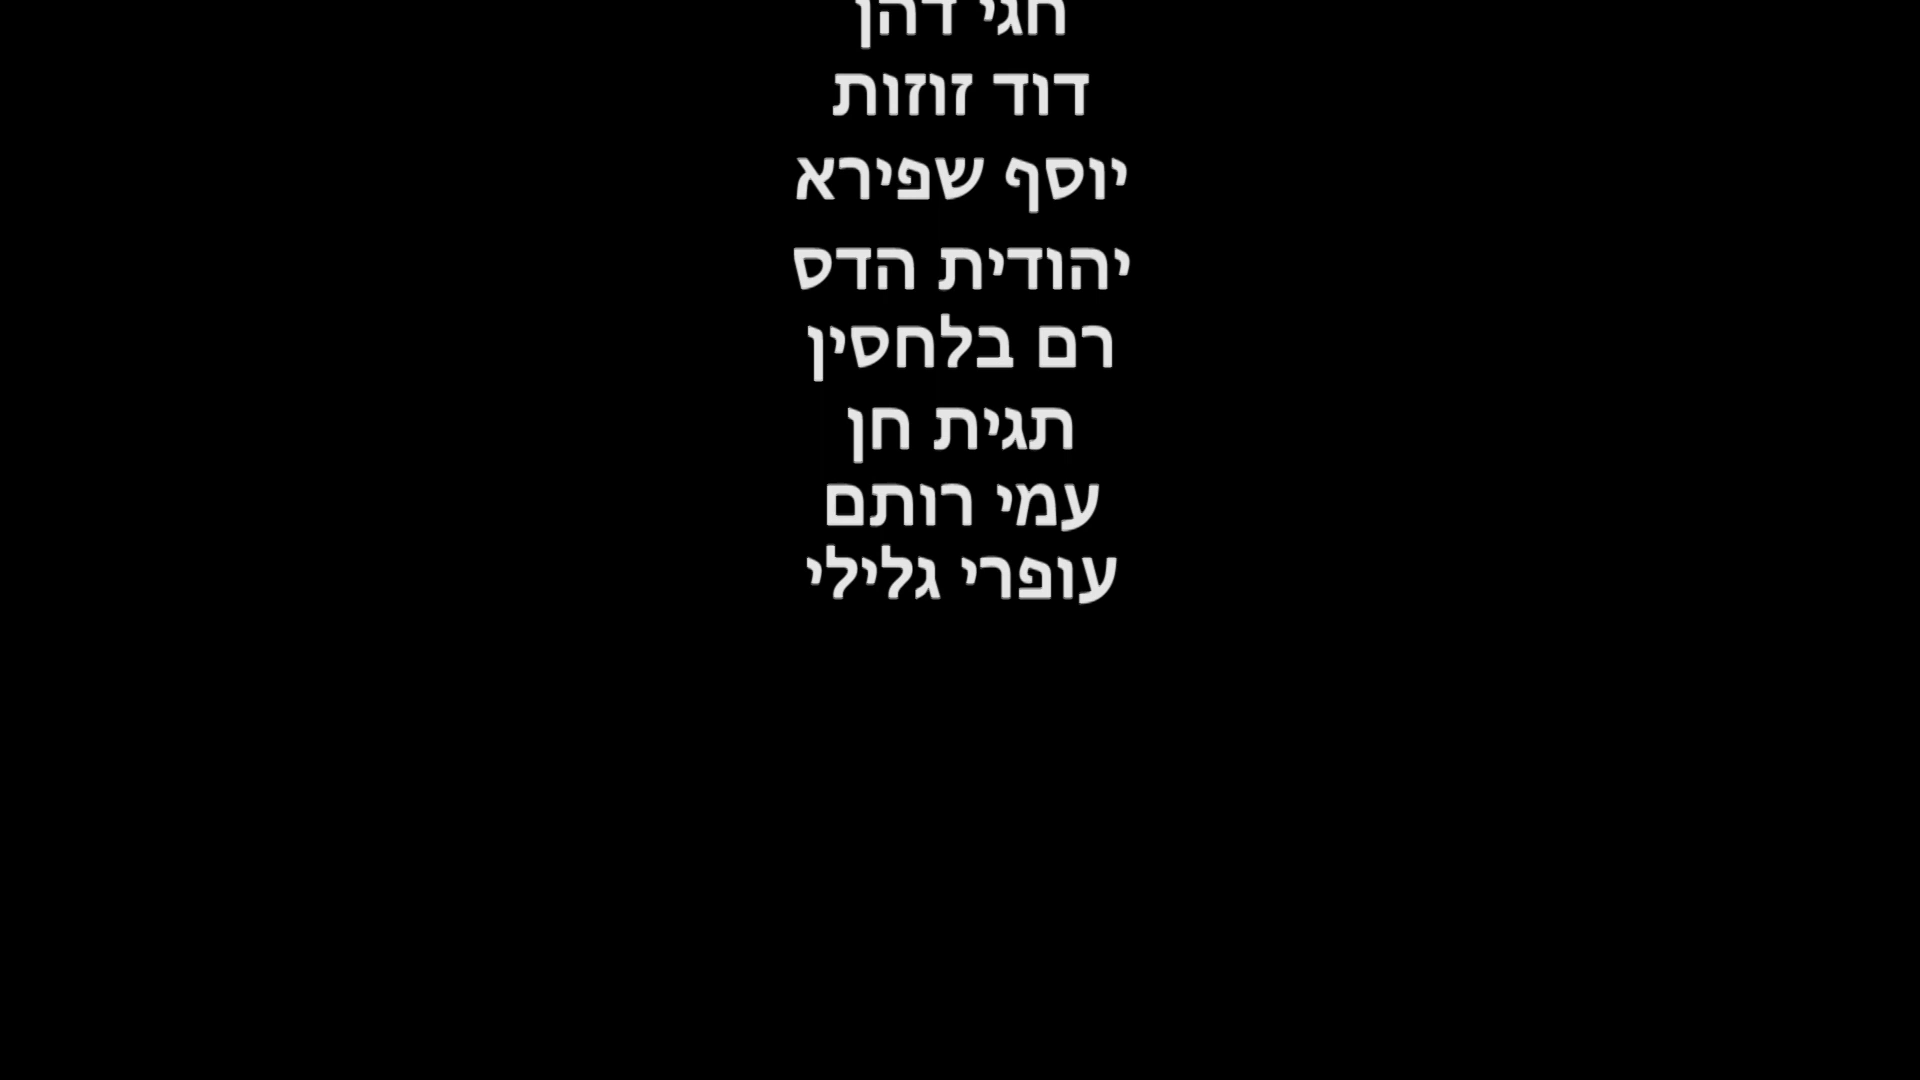 חגי דהן
דוד זוזות
יוסף שפירא
יהודית הדס
רם בלחסין
תגית חן
עמי רותם
עופרי גלילי